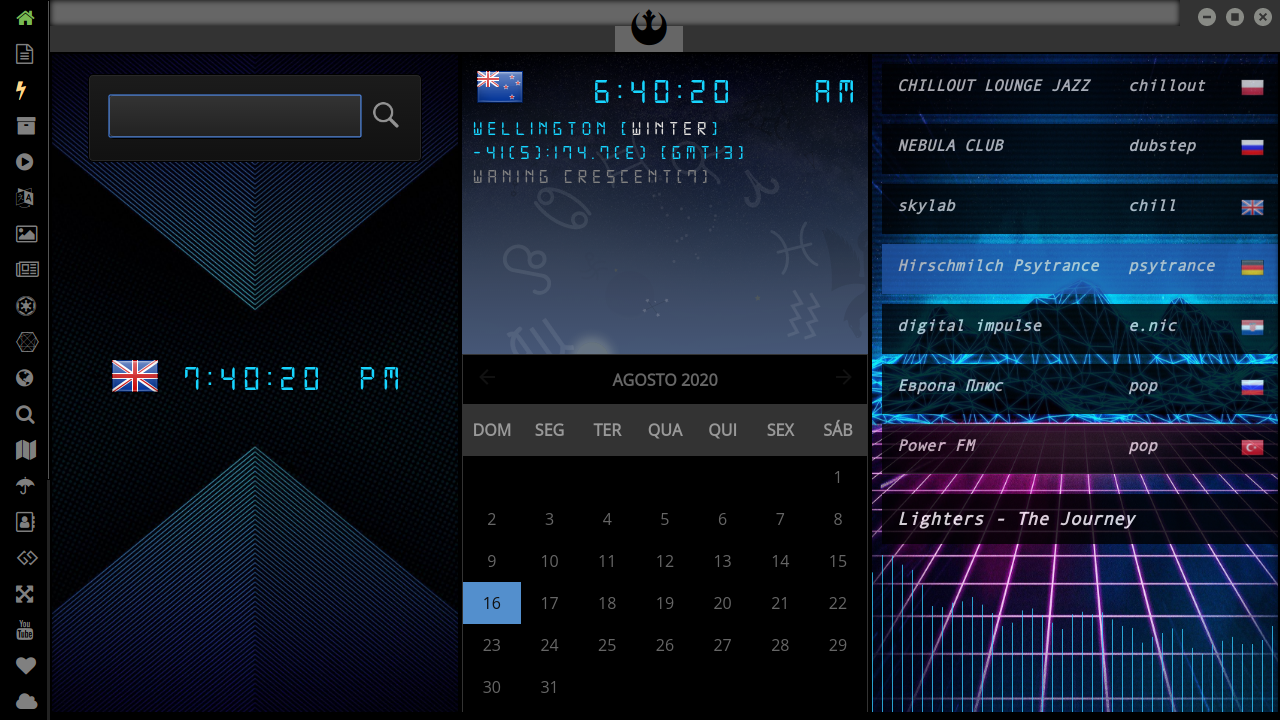 7:40:20 PM
6:40:20 AM
WELLINGTON (WINTER)
-41(S):174.7(E) (GMT13)
WANING CRESCENT(7)
AGOSTO 2020
DOM SEG TER QUA QUI SEX SÁB
1
2 3 4 5 6 7 8
9 10 11 12 13 14 15
16 17 18 19 20 21 22
23 24 25 26 27 28 29
30 31
CHILLOUT LOUNGE JAZZ chillout
NEBULA CLUB dubstep
skylab chill
Hirschmilch Psytrance psytrance
digital impulse e.nic
Европа Плюс pop
Power FM pop
Lighters - The Journey
You
Tube